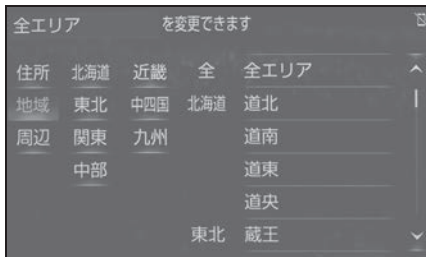 全エリア を変更できます
住所 北海道 近畿 全 全エリア
地域 東北 中四国 北海道 道北
周辺 関東 九州 道南
中部 道東
道央
東北 蔵王